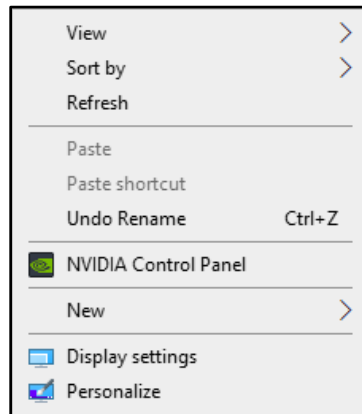 View
Sort by
Refresh
Paste
Paste shortcut
Undo Rename Ctrl+Z
NVIDIA Control Panel
New
Display settings
Personalize